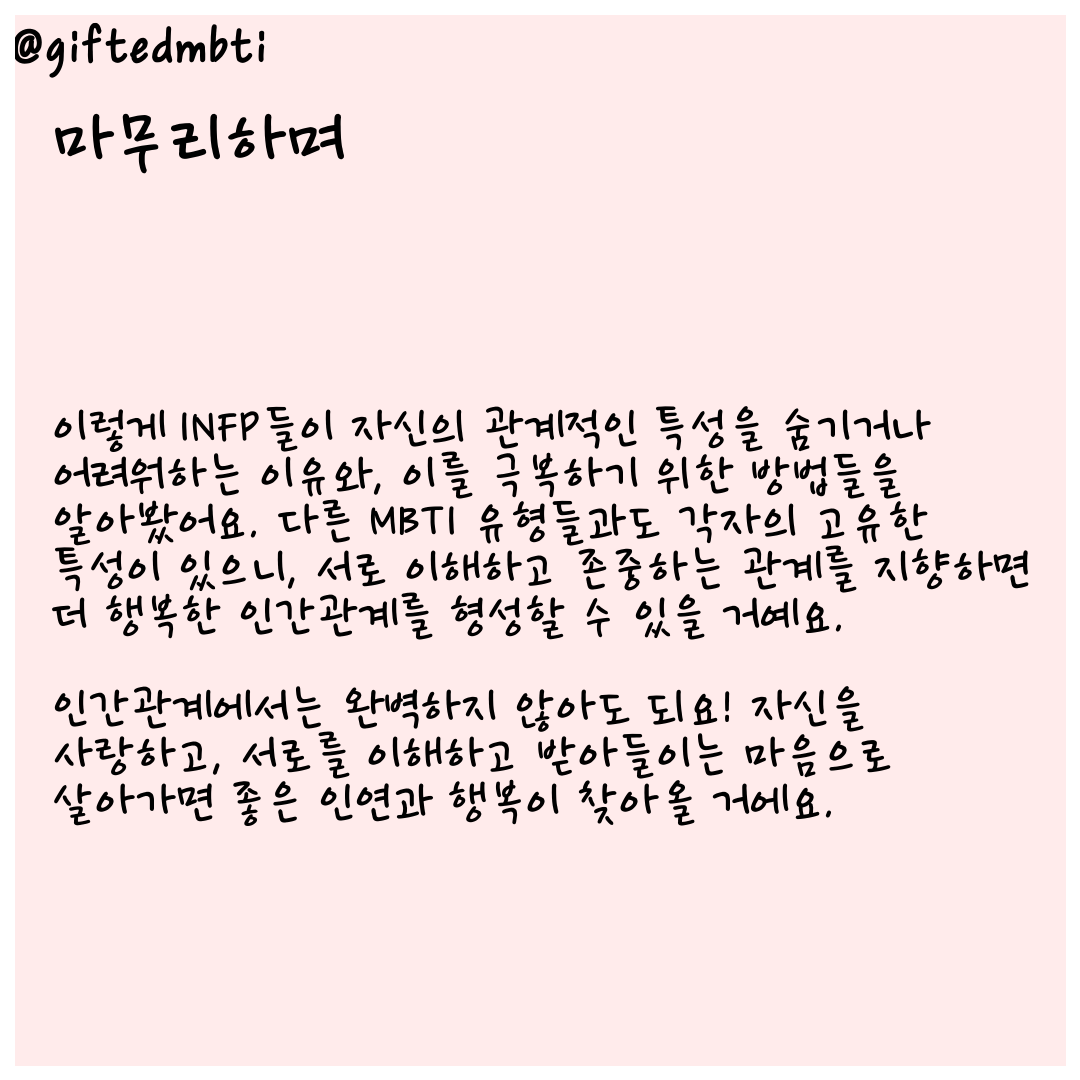 @giftedmbti
마무리하며
이렇게 INFP들이 자신의 관계적인 특성을 숨기거나
어려워하는 이유와, 이를 극복하기 위한 방법들을
알아봤어요. 다른 MBTI 유형들과도 각자의 고유한
특성이 있으니, 서로 이해하고 존중하는 관계를 지향하면
더 행복한 인간관계를 형성할 수 있을 거예요.
인간관계에서는 완벽하지 않아도 되요! 자신을
사랑하고, 서로를 이해하고 받아들이는 마음으로
살아가면 좋은 인연과 행복이 찾아올 거에요.